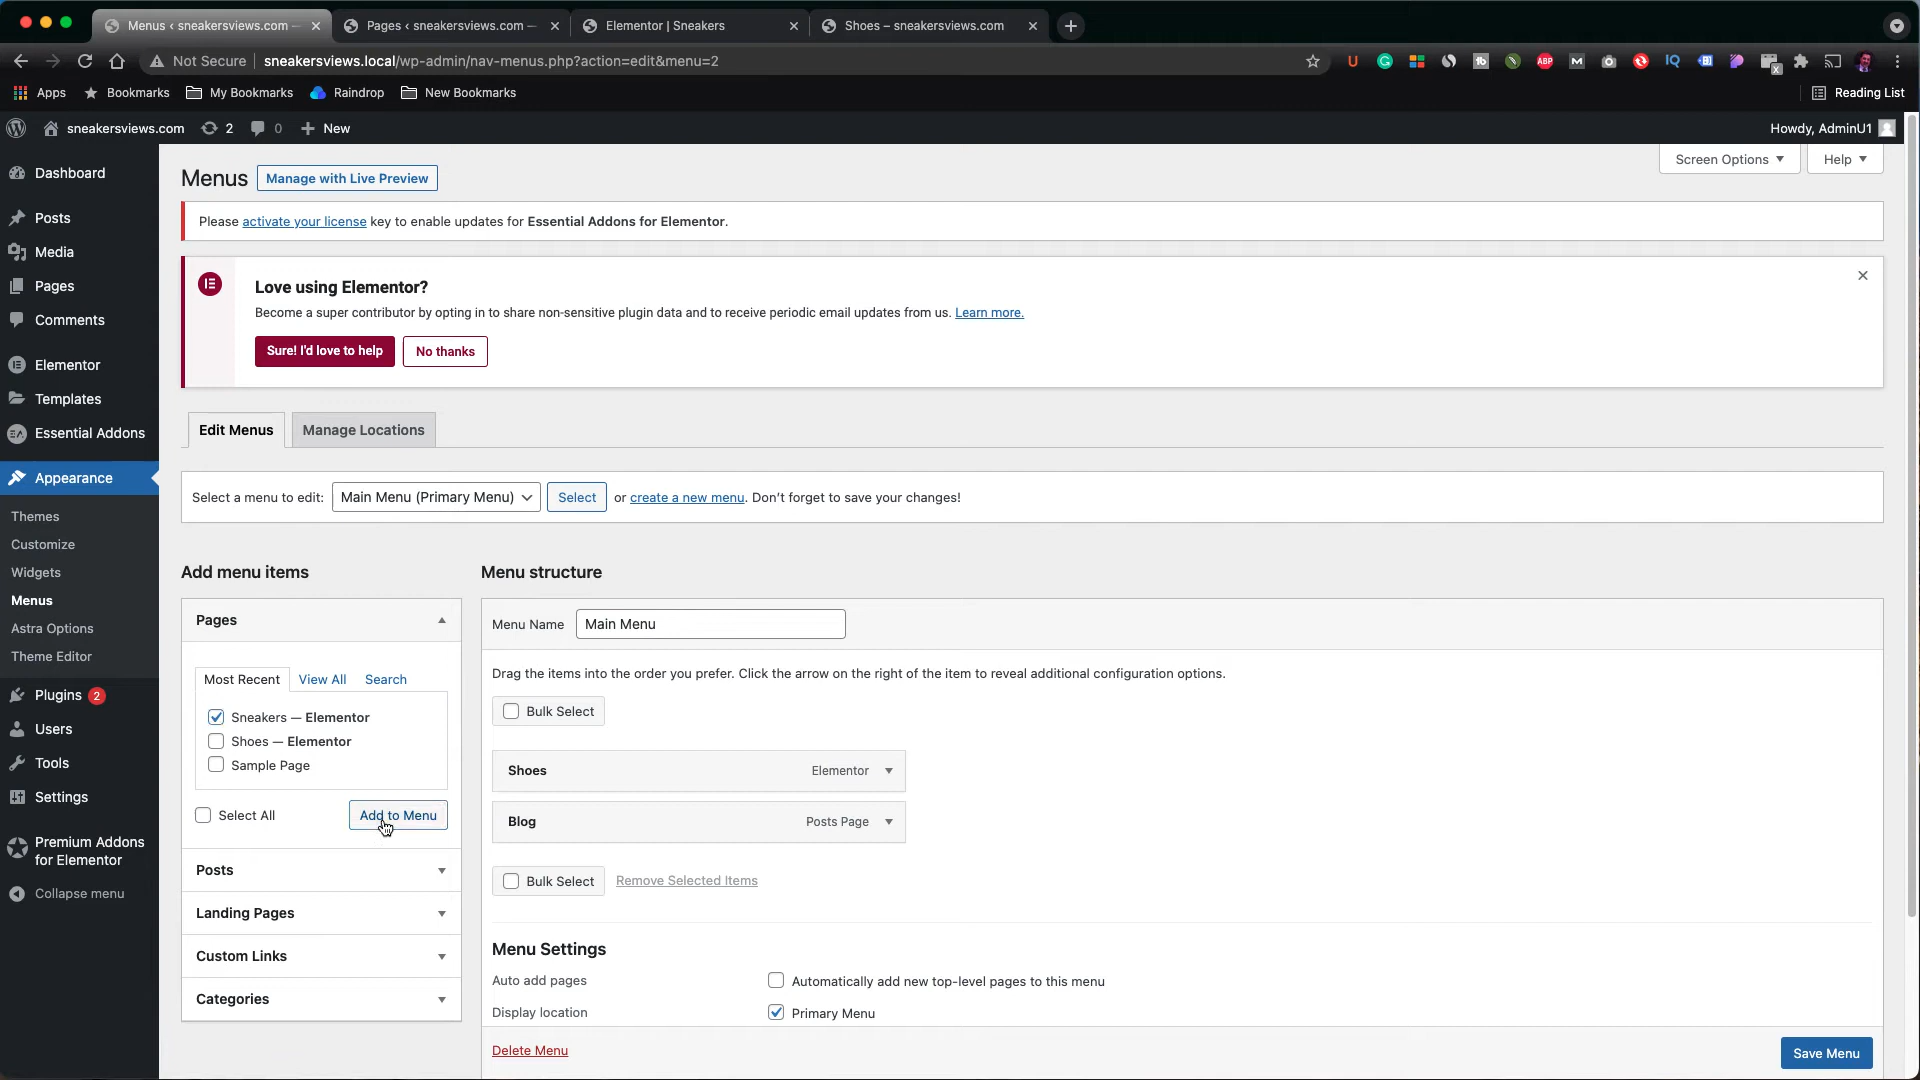 Menus ‹ sneakersviews.com —
Pages ‹ sneakersviews.com —
Elementor | Sneakers
Shoes – sneakersviews.com
Not Secure
sneakersviews.local/wp-admin/nav-menus.php?action=edit&menu=2
Apps
Bookmarks
My Bookmarks
Raindrop
New Bookmarks
Reading List
sneakersviews.com
2
0
New
Howdy, AdminU1
Dashboard
Posts
Media
Pages
Comments
Elementor
Templates
Essential Addons
Appearance
Themes
Customize
Widgets
Menus
Astra Options
Theme Editor
Plugins 2
Users
Tools
Settings
Premium Addons
for Elementor
Collapse menu
Menus
Manage with Live Preview
Screen Options
Help
Please activate your license key to enable updates for Essential Addons for Elementor.
Love using Elementor?
Become a super contributor by opting in to share non-sensitive plugin data and to receive periodic email updates from us. Learn more.
Sure! I'd love to help
No thanks
Edit Menus
Manage Locations
Select a menu to edit:
Main Menu (Primary Menu)
Select
or create a new menu. Don’t forget to save your changes!
Add menu items
Pages
Most Recent
View All
Search
Sneakers — Elementor
Shoes — Elementor
Sample Page
Select All
Add to Menu
Posts
Landing Pages
Custom Links
Categories
Menu structure
Menu Name
Main Menu
Drag the items into the order you prefer. Click the arrow on the right of the item to reveal additional configuration options.
Bulk Select
Shoes
Elementor
Blog
Posts Page
Bulk Select
Remove Selected Items
Menu Settings
Auto add pages
Automatically add new top-level pages to this menu
Display location
Primary Menu
Delete Menu
Save Menu